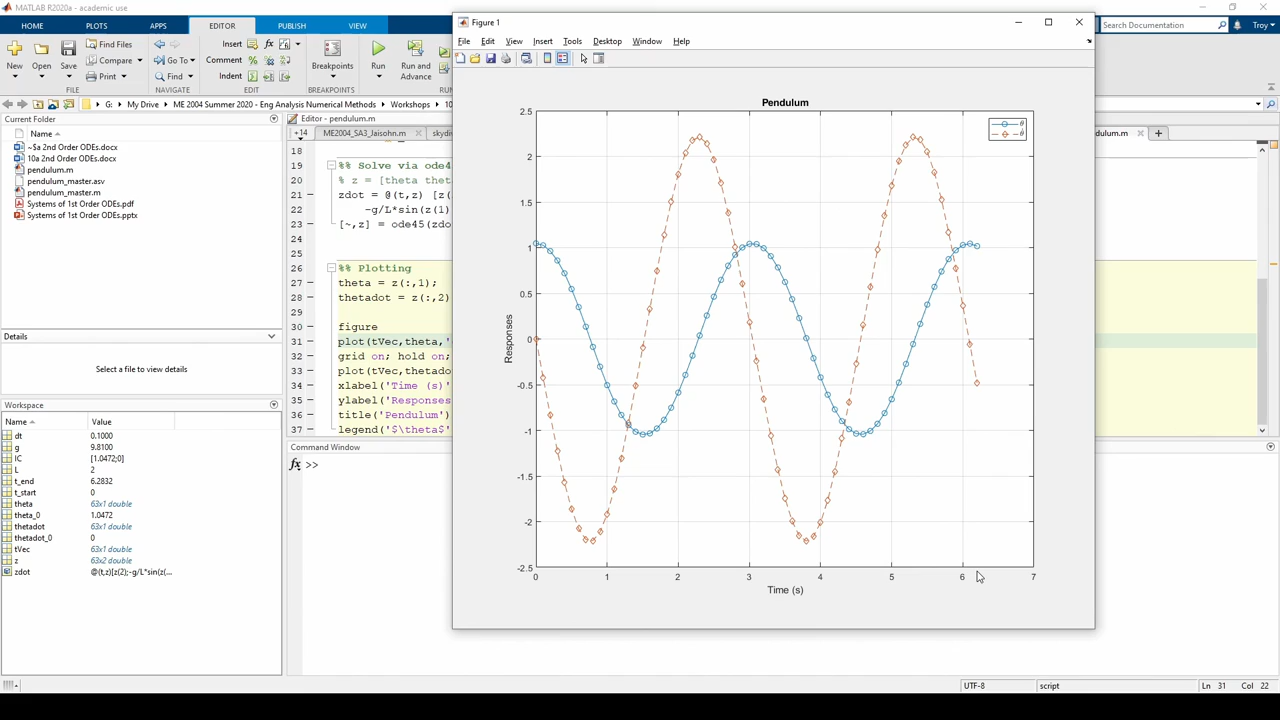 MATLAB R2020a - academic use
HOME PLOTS APPS EDITOR PUBLISH VIEW
Search Documentation
Troy
New Open Save
Find Files
Compare
Print
Go To
Find
Insert
Comment
Indent
Breakpoints
Run
Run and Advance
FILE NAVIGATE EDIT BREAKPOINTS
G: My Drive ME 2004 Summer 2020 - Eng Analysis Numerical Methods Workshops 10
Current Folder
Name
~$a 2nd Order ODEs.docx
10a 2nd Order ODEs.docx
pendulum.m
pendulum_master.asv
pendulum_master.m
Systems of 1st Order ODEs.pdf
Systems of 1st Order ODEs.pptx
Details
Select a file to view details
Workspace
Name Value
dt 0.1000
g 9.8100
IC [1.0472;0]
L 2
t_end 6.2832
t_start 0
theta 63x1 double
theta_0 1.0472
thetadot 63x1 double
thetadot_0 0
tVec 63x1 double
z 63x2 double
zdot @(t,z)[z(2);-g/L*sin(z(...
Editor - pendulum.m
+14 ME2004_SA3_Jaisohn.m skydi
dulum.m
18
19 %% Solve via ode45
20 % z = [theta thet
21 zdot = @(t,z) [z(
22 -g/L*sin(z(1)
23 [~,z] = ode45(zdo
24
25
26 %% Plotting
27 theta = z(:,1);
28 thetadot = z(:,2)
29
30 figure
31 plot(tVec,theta,'
32 grid on; hold on;
33 plot(tVec,thetado
34 xlabel('Time (s)'
35 ylabel('Responses
36 title('Pendulum')
37 legend('$\theta$'
Command Window
fx >>
Figure 1
File Edit View Insert Tools Desktop Window Help
Pendulum
θ
2.5
2
1.5
1
0.5
0
-0.5
-1
-1.5
-2
-2.5
Responses
0 1 2 3 4 5 6 7
Time (s)
UTF-8 script Ln 31 Col 22